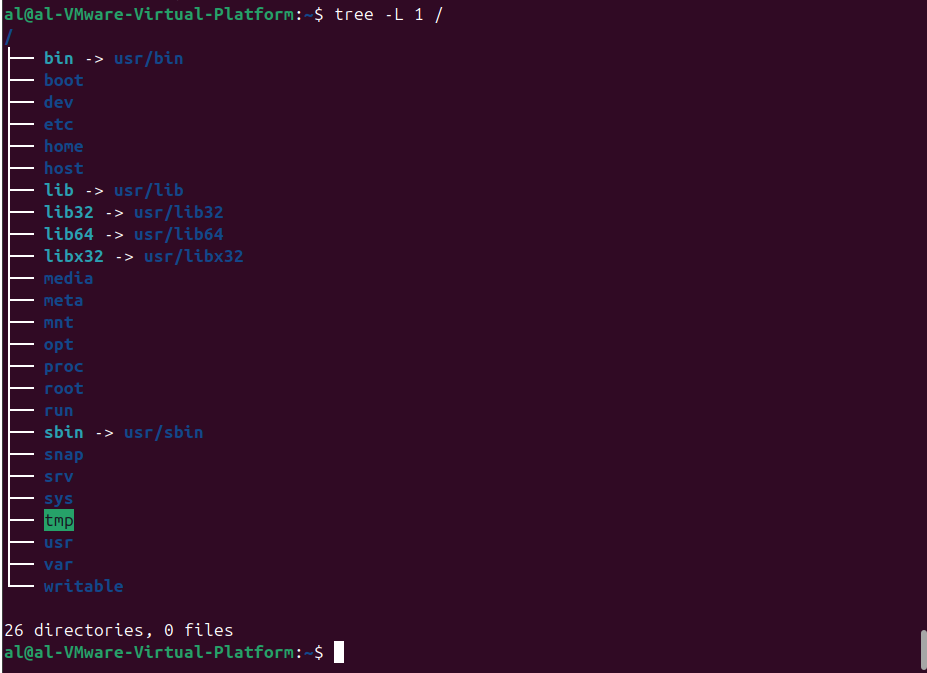 al@al-VMware-Virtual-Platform:~$ tree -L 1 /
/
├── bin -> usr/bin
├── boot
├── dev
├── etc
├── home
├── host
├── lib -> usr/lib
├── lib32 -> usr/lib32
├── lib64 -> usr/lib64
├── libx32 -> usr/libx32
├── media
├── meta
├── mnt
├── opt
├── proc
├── root
├── run
├── sbin -> usr/sbin
├── snap
├── srv
├── sys
├── tmp
├── usr
├── var
└── writable
26 directories, 0 files
al@al-VMware-Virtual-Platform:~$